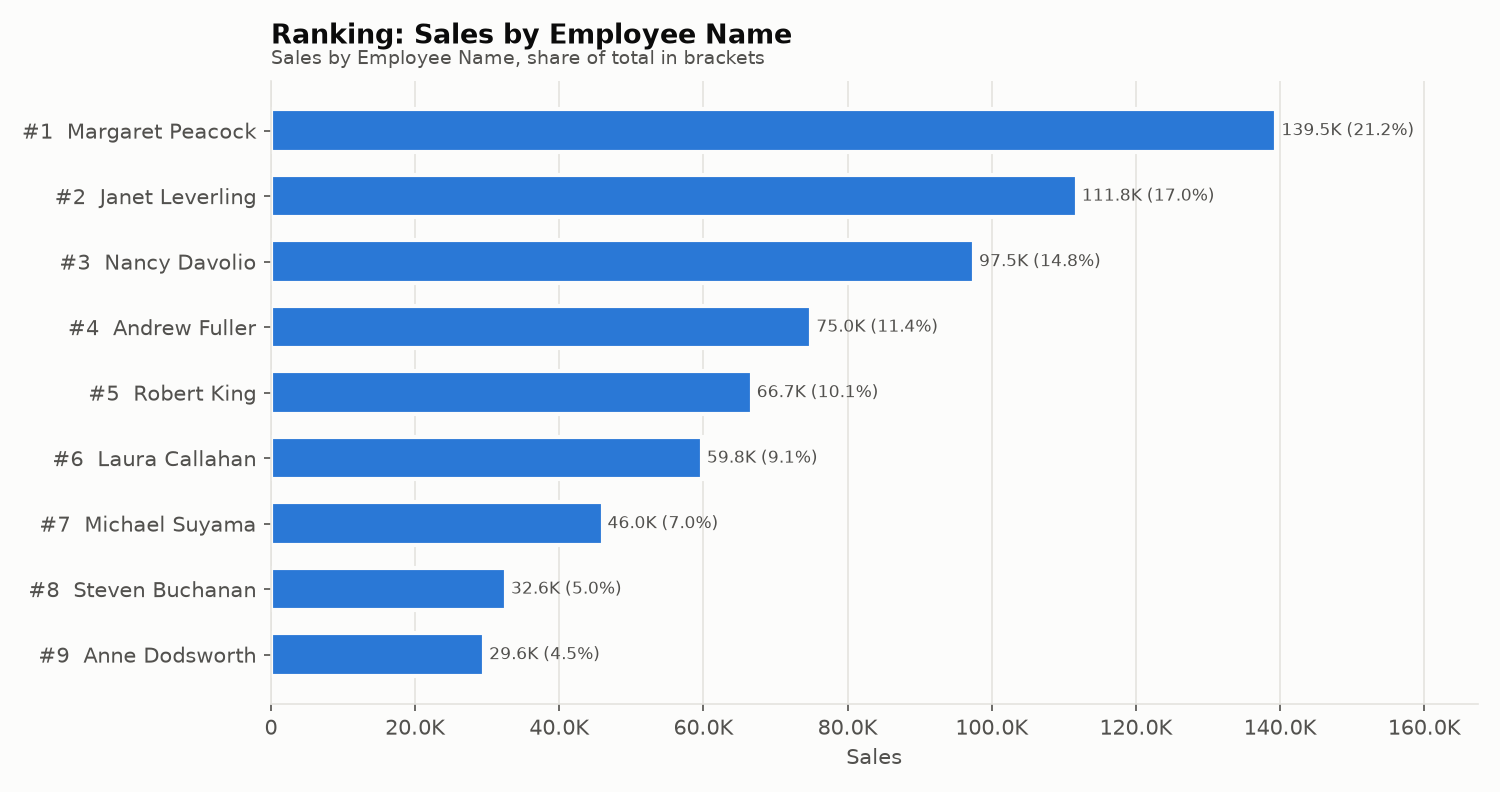 Ranking: Sales by Employee Name
Sales by Employee Name, share of total in brackets
#1 Margaret Peacock 139.5K (21.2%)
#2 Janet Leverling 111.8K (17.0%)
#3 Nancy Davolio 97.5K (14.8%)
#4 Andrew Fuller 75.0K (11.4%)
#5 Robert King 66.7K (10.1%)
#6 Laura Callahan 59.8K (9.1%)
#7 Michael Suyama 46.0K (7.0%)
#8 Steven Buchanan 32.6K (5.0%)
#9 Anne Dodsworth 29.6K (4.5%)
0 20.0K 40.0K 60.0K 80.0K 100.0K 120.0K 140.0K 160.0K
Sales